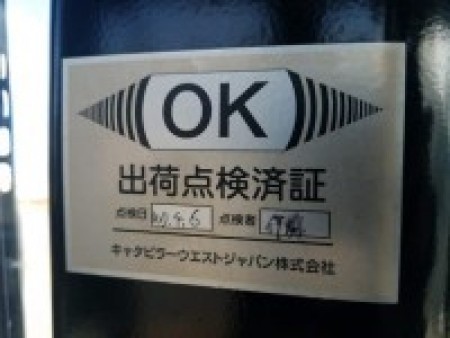 OK
出荷点検済証
点検日 点検者
キャタピラーウエストジャパン株式会社